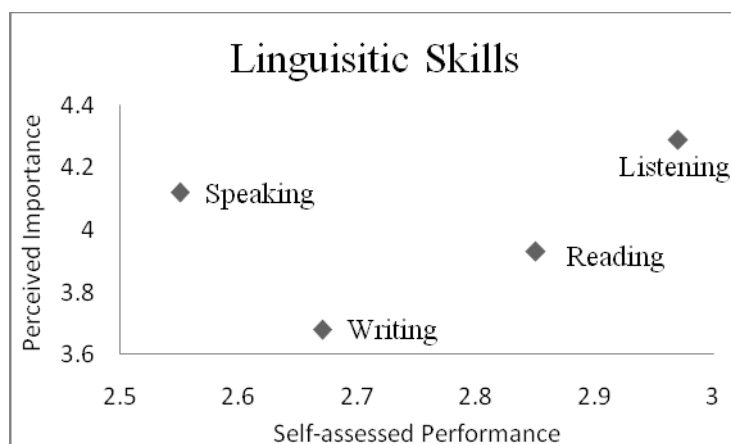 Linguisitic Skills
Perceived Importance
4.4
4.2
4
3.8
3.6
Listening
Speaking
Reading
Writing
2.5 2.6 2.7 2.8 2.9 3
Self-assessed Performance